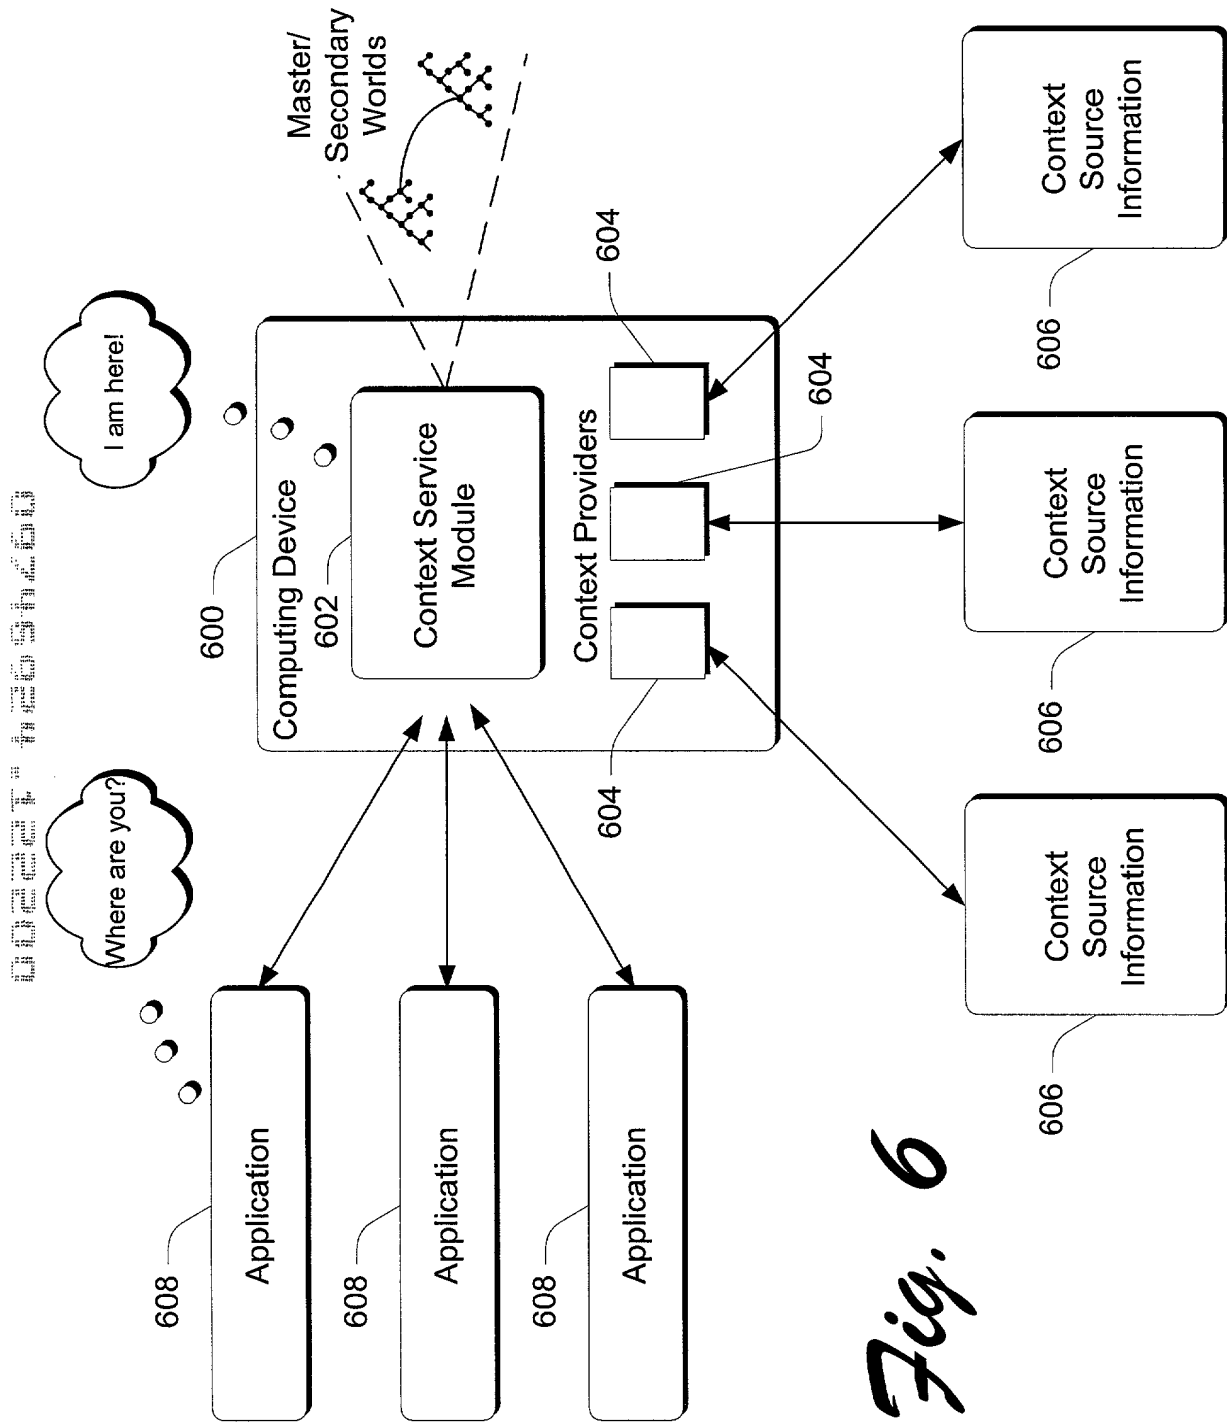 Where are you?
I am here!
600
Computing Device
602
Context Service
Module
Master/
Secondary
Worlds
608
Application
608
Application
608
Application
Context Providers
604
604
604
606
Context
Source
Information
606
Context
Source
Information
606
Context
Source
Information
Fig. 6